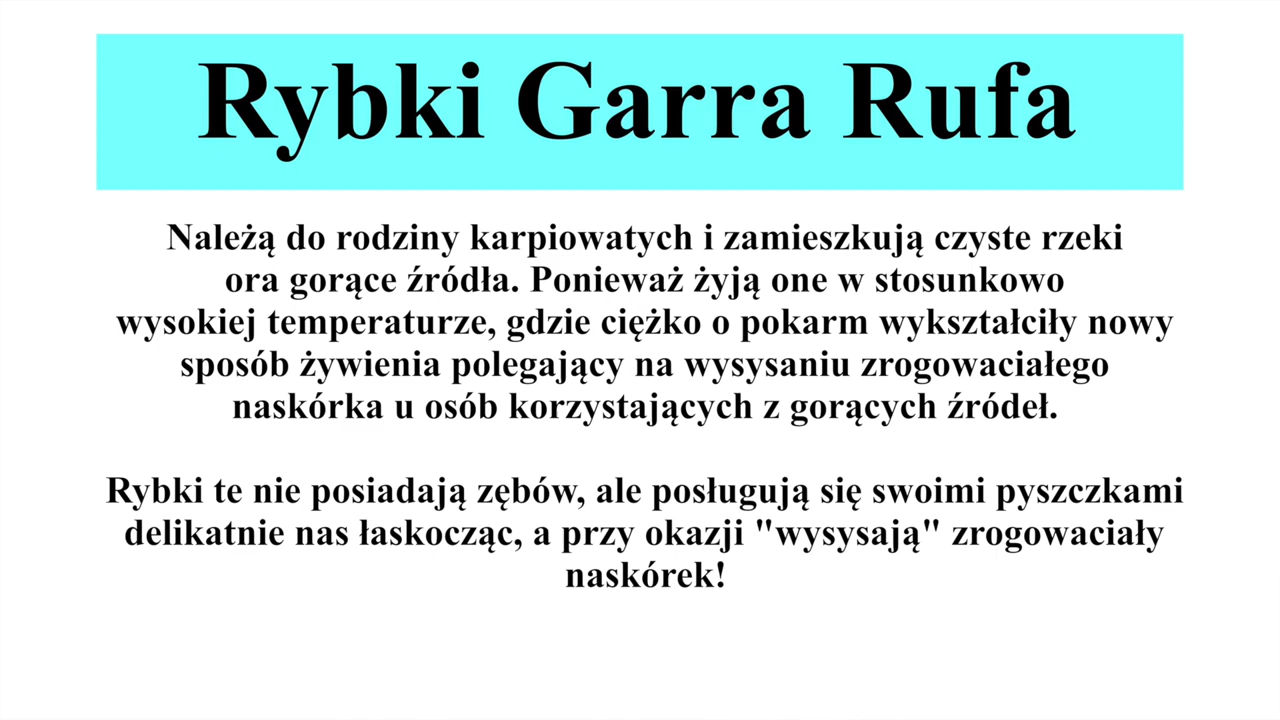 Rybki Garra Rufa
Należą do rodziny karpiowatych i zamieszkują czyste rzeki
ora gorące źródła. Ponieważ żyją one w stosunkowo
wysokiej temperaturze, gdzie ciężko o pokarm wykształciły nowy
sposób żywienia polegający na wysysaniu zrogowaciałego
naskórka u osób korzystających z gorących źródeł.
Rybki te nie posiadają zębów, ale posługują się swoimi pyszczkami
delikatnie nas łaskocząc, a przy okazji "wysysają" zrogowaciały
naskórek!